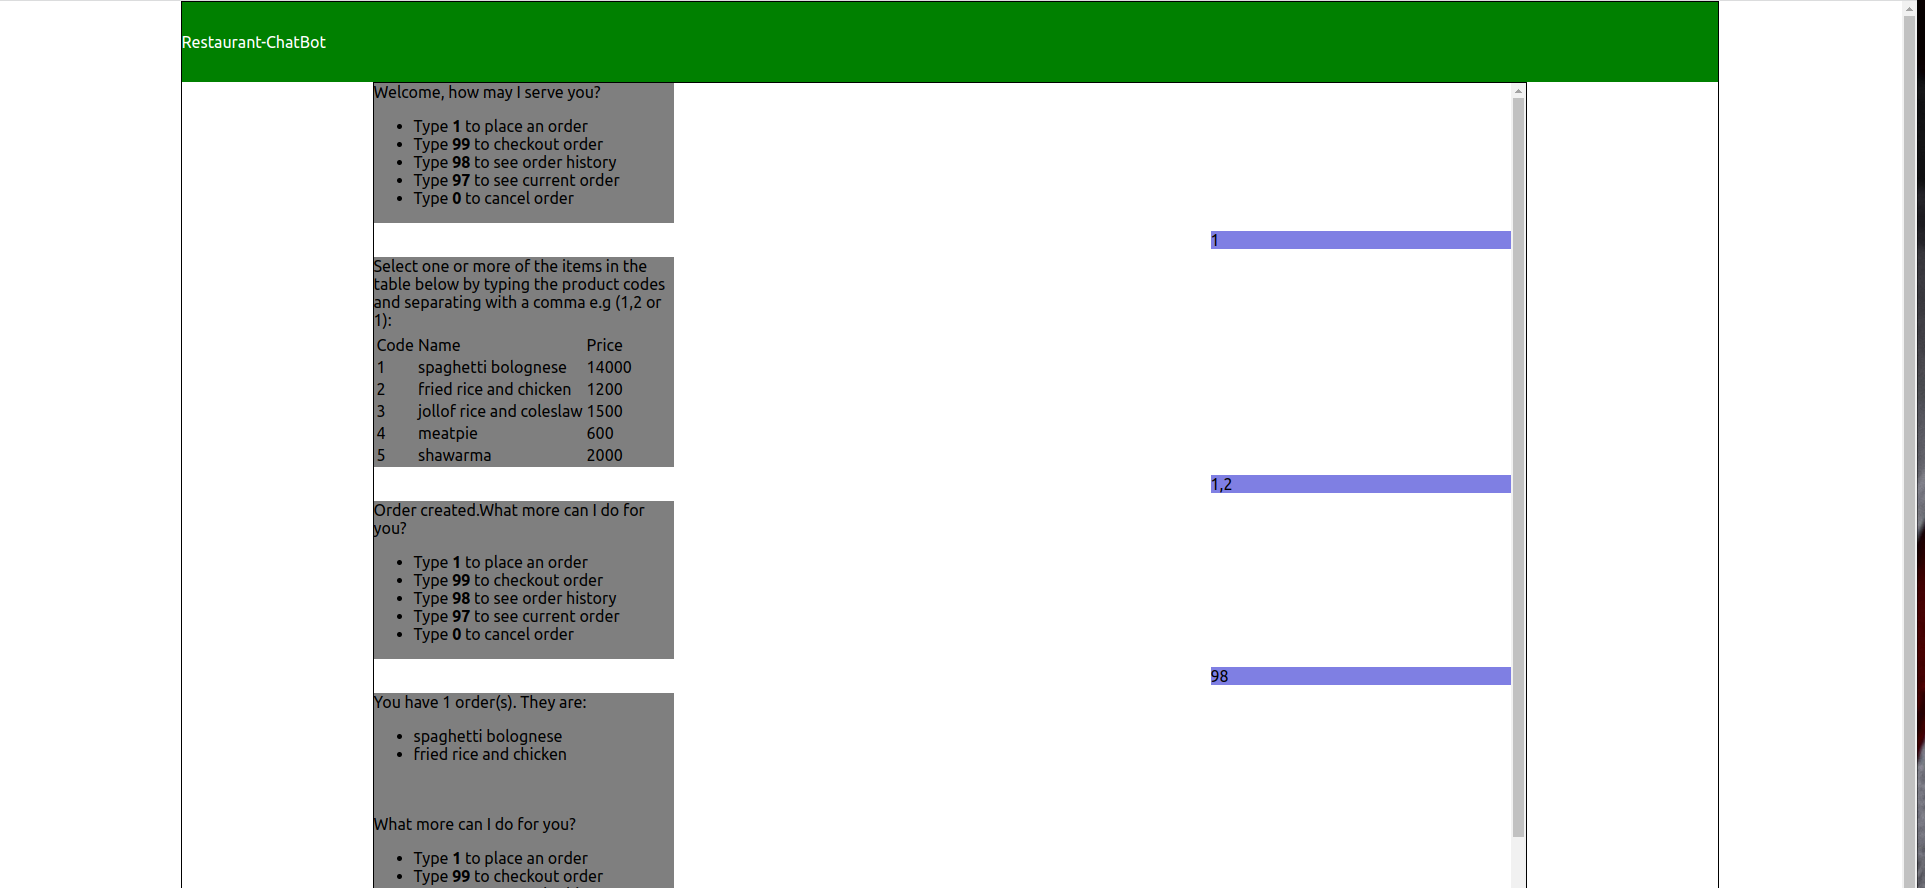 Restaurant-ChatBot
Welcome, how may I serve you?
• Type 1 to place an order
• Type 99 to checkout order
• Type 98 to see order history
• Type 97 to see current order
• Type 0 to cancel order
1
Select one or more of the items in the
table below by typing the product codes
and separating with a comma e.g (1,2 or
1):
Code Name Price
1 spaghetti bolognese 14000
2 fried rice and chicken 1200
3 jollof rice and coleslaw 1500
4 meatpie 600
5 shawarma 2000
1,2
Order created.What more can I do for
you?
• Type 1 to place an order
• Type 99 to checkout order
• Type 98 to see order history
• Type 97 to see current order
• Type 0 to cancel order
98
You have 1 order(s). They are:
• spaghetti bolognese
• fried rice and chicken
What more can I do for you?
• Type 1 to place an order
• Type 99 to checkout order